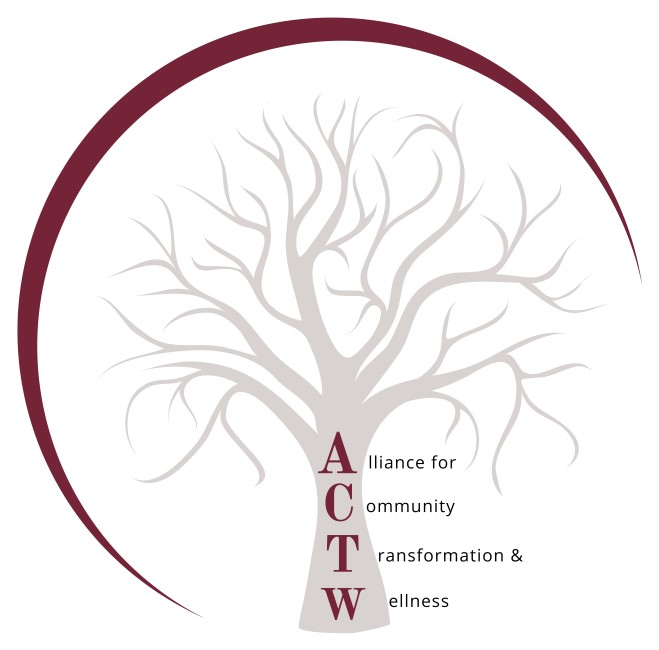 Alliance for
Community
Transformation &
Wellness